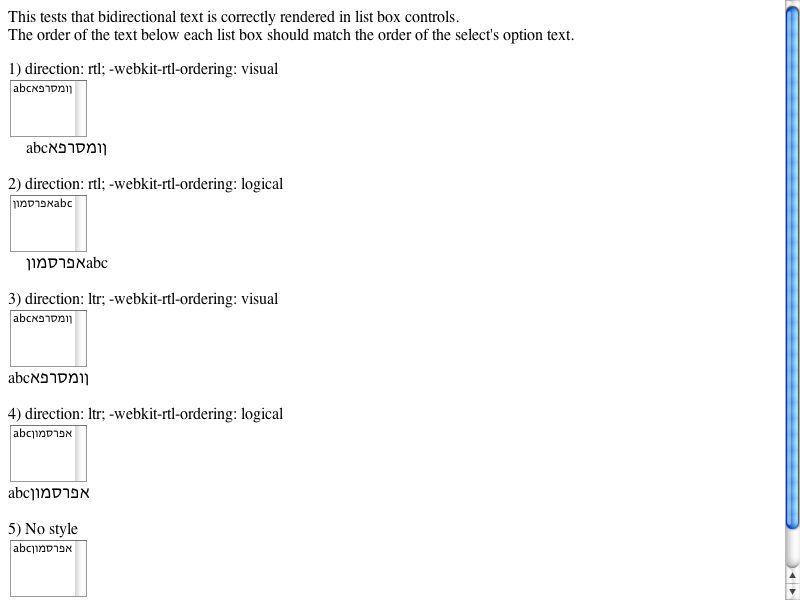 This tests that bidirectional text is correctly rendered in list box controls.
The order of the text below each list box should match the order of the select's option text.
1) direction: rtl; -webkit-rtl-ordering: visual
abcןומסרפא
abcןומסרפא
2) direction: rtl; -webkit-rtl-ordering: logical
אפרסמוןabc
אפרסמוןabc
3) direction: ltr; -webkit-rtl-ordering: visual
abcןומסרפא
abcןומסרפא
4) direction: ltr; -webkit-rtl-ordering: logical
abcאפרסמון
abcאפרסמון
5) No style
abcאפרסמון